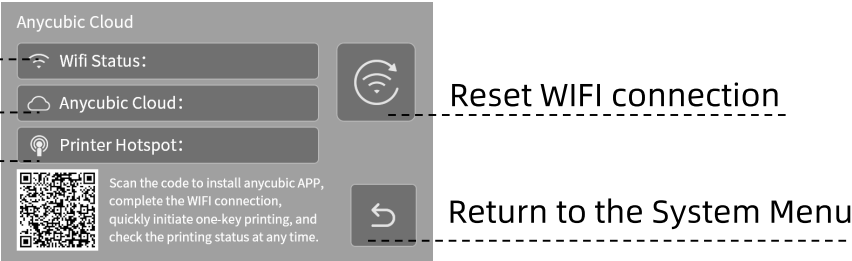 Anycubic Cloud
Wifi Status:
Anycubic Cloud:
Reset WIFI connection
Printer Hotspot:
Scan the code to install anycubic APP,
complete the WIFI connection,
quickly initiate one-key printing, and
check the printing status at any time.
Return to the System Menu